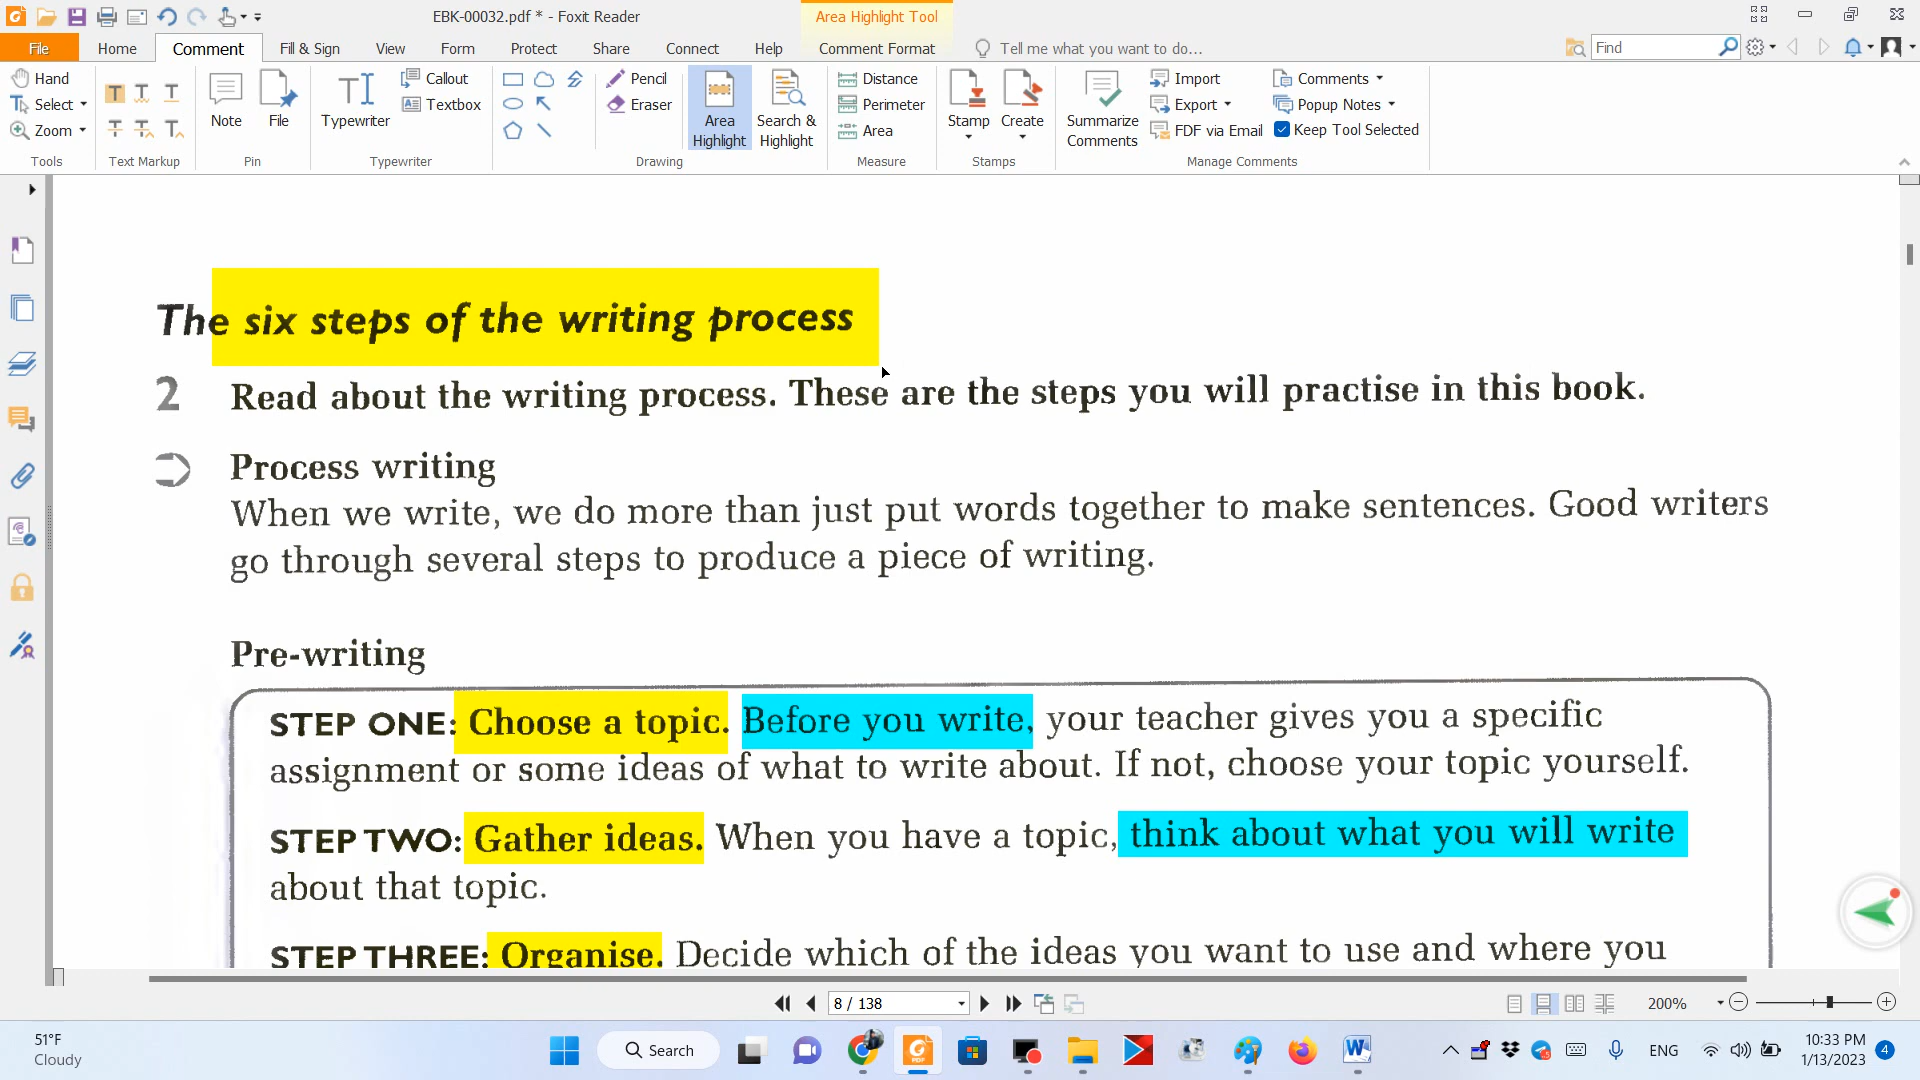 EBK-00032.pdf * - Foxit Reader
Area Highlight Tool
File Home Comment Fill & Sign View Form Protect Share Connect Help Comment Format Tell me what you want to do... Find
Hand
Select
Zoom
Tools
Text Markup
Note
File
Pin
Typewriter
Callout
Textbox
Typewriter
Pencil
Eraser
Area Highlight
Search & Highlight
Drawing
Distance
Perimeter
Area
Measure
Stamp
Create
Stamps
Summarize Comments
Import
Export
FDF via Email
Comments
Popup Notes
Keep Tool Selected
Manage Comments
The six steps of the writing process
2 Read about the writing process. These are the steps you will practise in this book.
Process writing
When we write, we do more than just put words together to make sentences. Good writers
go through several steps to produce a piece of writing.
Pre-writing
STEP ONE: Choose a topic. Before you write, your teacher gives you a specific
assignment or some ideas of what to write about. If not, choose your topic yourself.
STEP TWO: Gather ideas. When you have a topic, think about what you will write
about that topic.
STEP THREE: Organise. Decide which of the ideas you want to use and where you
8 / 138
200%
51°F
Cloudy
Search
ENG
10:33 PM
1/13/2023
4